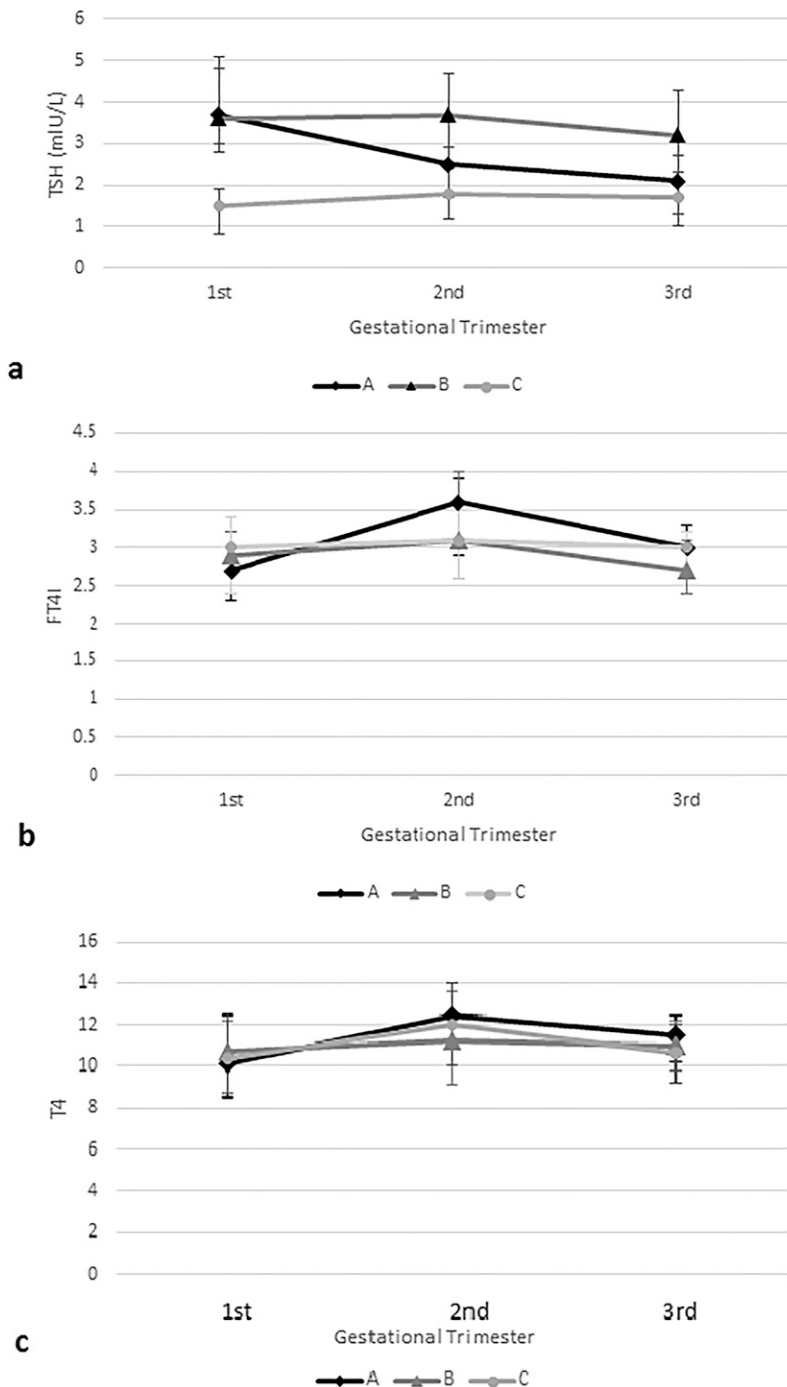 6
5
4
TSH (mIU/L)
3
2
1
0
1st 2nd 3rd
Gestational Trimester
a
A B C
4.5
4
3.5
3
FT4I
2.5
2
1.5
1
0.5
0
1st 2nd 3rd
Gestational Trimester
b
A B C
16
14
12
10
T4
8
6
4
2
0
1st 2nd 3rd
Gestational Trimester
c
A B C